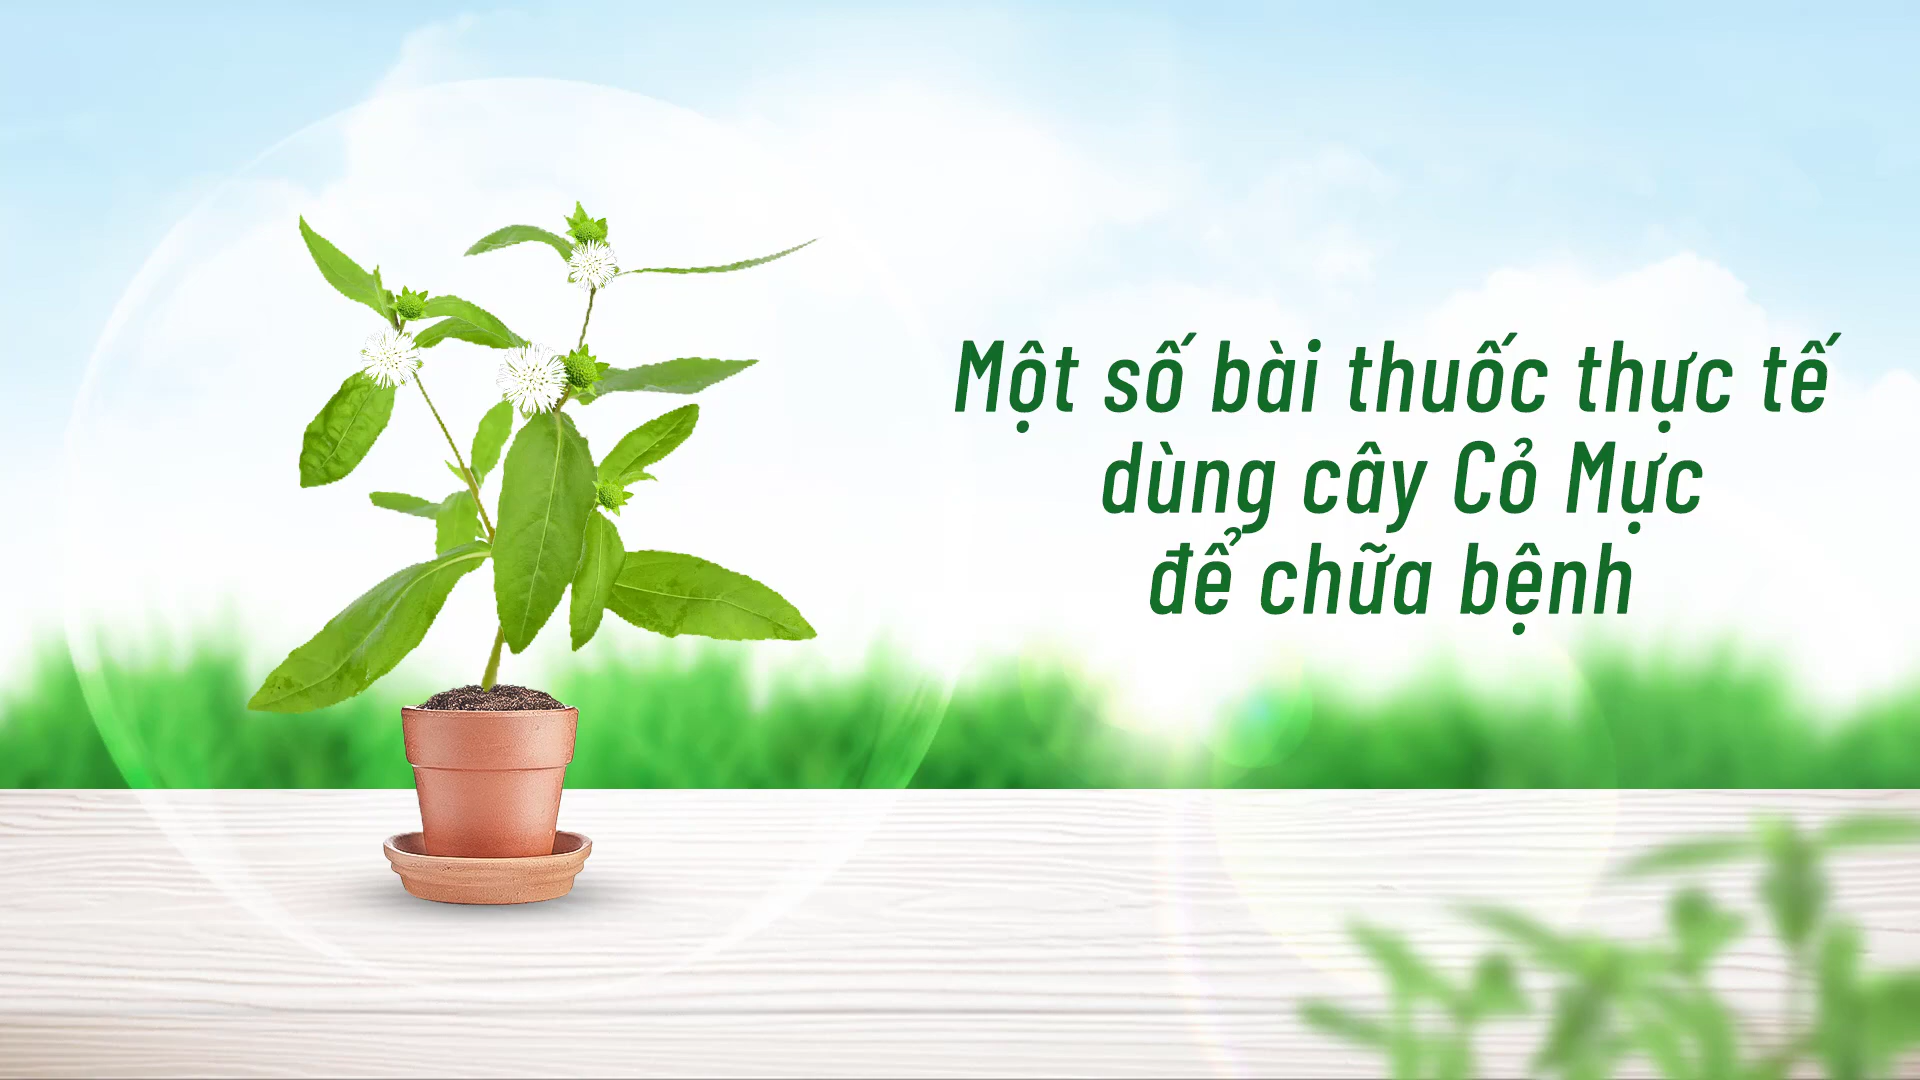 Một số bài thuốc thực tế
dùng cây Cỏ Mực
để chữa bệnh